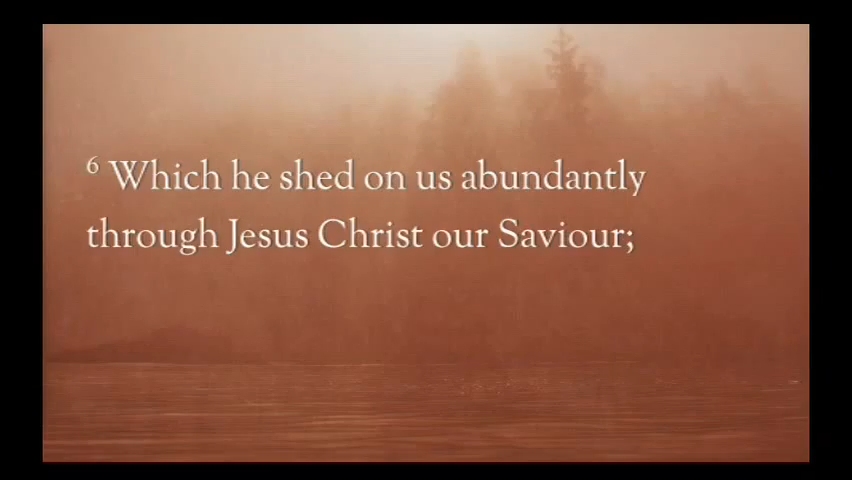 ⁶ Which he shed on us abundantly
through Jesus Christ our Saviour;